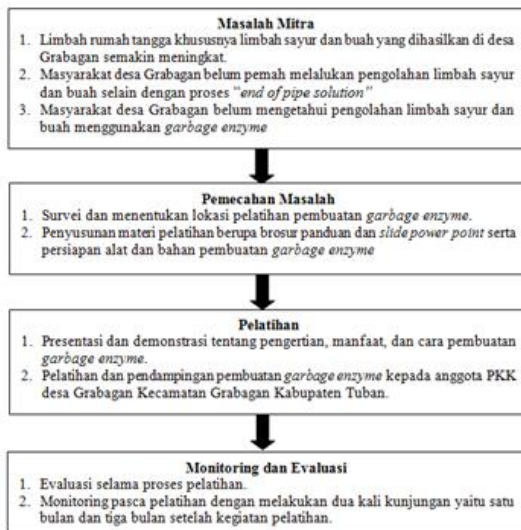 Masalah Mitra
1. Limbah rumah tangga khususnya limbah sayur dan buah yang dihasilkan di desa
Grabagan semakin meningkat.
2. Masyarakat desa Grabagan belum pernah melalukan pengolahan limbah sayur
dan buah selain dengan proses "end of pipe solution"
3. Masyarakat desa Grabagan belum mengetahui pengolahan limbah sayur dan
buah menggunakan garbage enzyme
Pemecahan Masalah
1. Survei dan menentukan lokasi pelatihan pembuatan garbage enzyme.
2. Penyusunan materi pelatihan berupa brosur panduan dan slide power point serta
persiapan alat dan bahan pembuatan garbage enzyme
Pelatihan
1. Presentasi dan demonstrasi tentang pengertian, manfaat, dan cara pembuatan
garbage enzyme.
2. Pelatihan dan pendampingan pembuatan garbage enzyme kepada anggota PKK
desa Grabagan Kecamatan Grabagan Kabupaten Tuban.
Monitoring dan Evaluasi
1. Evaluasi selama proses pelatihan.
2. Monitoring pasca pelatihan dengan melakukan dua kali kunjungan yaitu satu
bulan dan tiga bulan setelah kegiatan pelatihan.